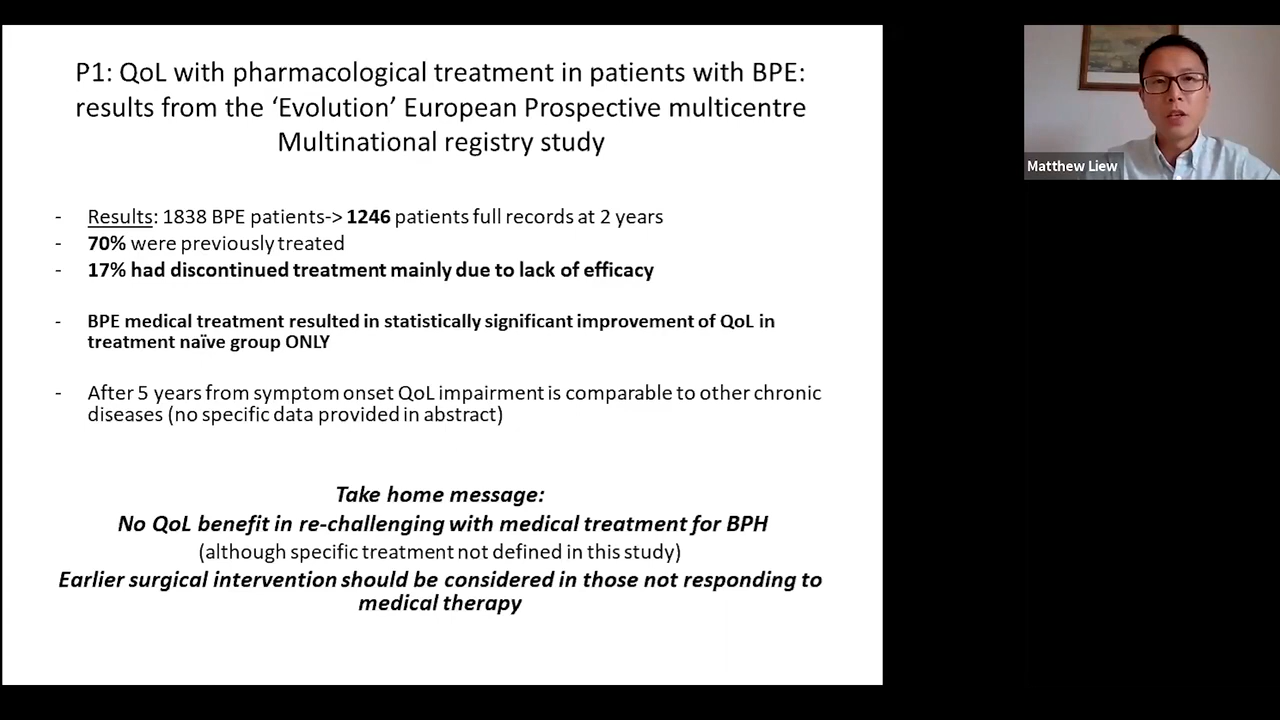 P1: QoL with pharmacological treatment in patients with BPE:
results from the ‘Evolution’ European Prospective multicentre
Multinational registry study
- Results: 1838 BPE patients-> 1246 patients full records at 2 years
- 70% were previously treated
- 17% had discontinued treatment mainly due to lack of efficacy
- BPE medical treatment resulted in statistically significant improvement of QoL in
treatment naïve group ONLY
- After 5 years from symptom onset QoL impairment is comparable to other chronic
diseases (no specific data provided in abstract)
Take home message:
No QoL benefit in re-challenging with medical treatment for BPH
(although specific treatment not defined in this study)
Earlier surgical intervention should be considered in those not responding to
medical therapy
Matthew Liew